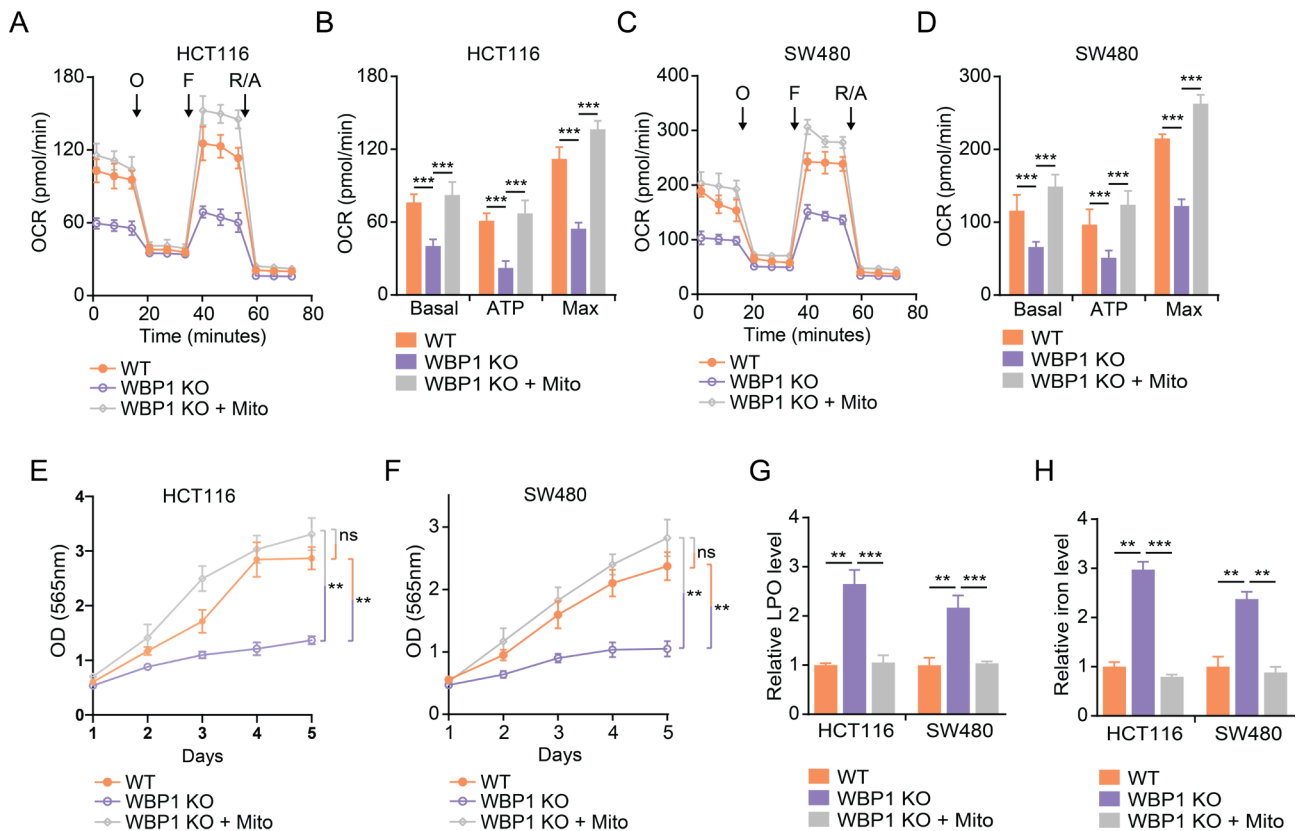 A
HCT116
O
F
R/A
180
120
60
0
OCR (pmol/min)
0
20
40
60
80
Time (minutes)
WT
WBP1 KO
WBP1 KO + Mito
B
HCT116
180
120
60
0
OCR (pmol/min)
***
***
***
***
***
***
Basal
ATP
Max
WT
WBP1 KO
WBP1 KO + Mito
C
SW480
O
F
R/A
400
300
200
100
0
OCR (pmol/min)
0
20
40
60
80
Time (minutes)
WT
WBP1 KO
WBP1 KO + Mito
D
SW480
300
200
100
0
OCR (pmol/min)
***
***
***
***
***
***
Basal
ATP
Max
WT
WBP1 KO
WBP1 KO + Mito
E
HCT116
4
3
2
1
0
OD (565nm)
1
2
3
4
5
Days
ns
**
**
WT
WBP1 KO
WBP1 KO + Mito
F
SW480
3
2
1
0
OD (565nm)
1
2
3
4
5
Days
ns
**
**
WT
WBP1 KO
WBP1 KO + Mito
G
4
3
2
1
0
Relative LPO level
**
***
**
***
HCT116
SW480
WT
WBP1 KO
WBP1 KO + Mito
H
4
3
2
1
0
Relative iron level
**
***
**
**
HCT116
SW480
WT
WBP1 KO
WBP1 KO + Mito